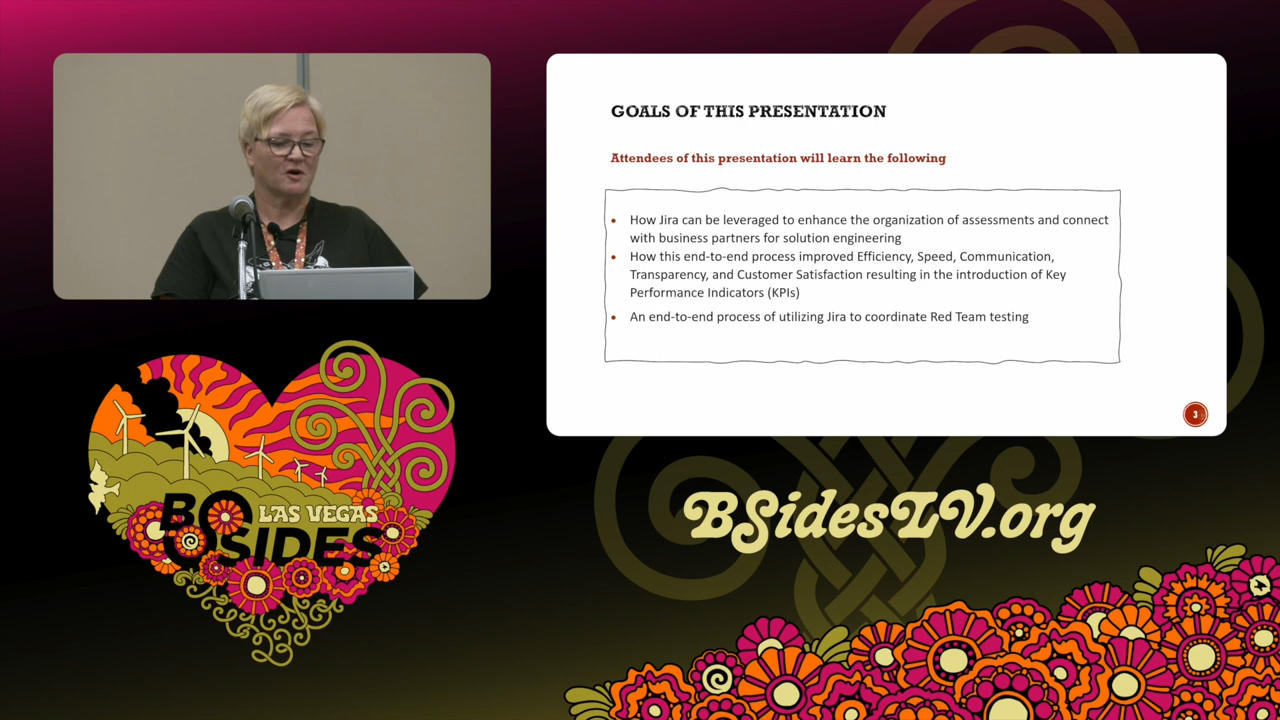 GOALS OF THIS PRESENTATION
Attendees of this presentation will learn the following
• How Jira can be leveraged to enhance the organization of assessments and connect
with business partners for solution engineering
• How this end-to-end process improved Efficiency, Speed, Communication,
Transparency, and Customer Satisfaction resulting in the introduction of Key
Performance Indicators (KPIs)
• An end-to-end process of utilizing Jira to coordinate Red Team testing
3
BO LAS VEGAS
SIDES
BSidesLV.org